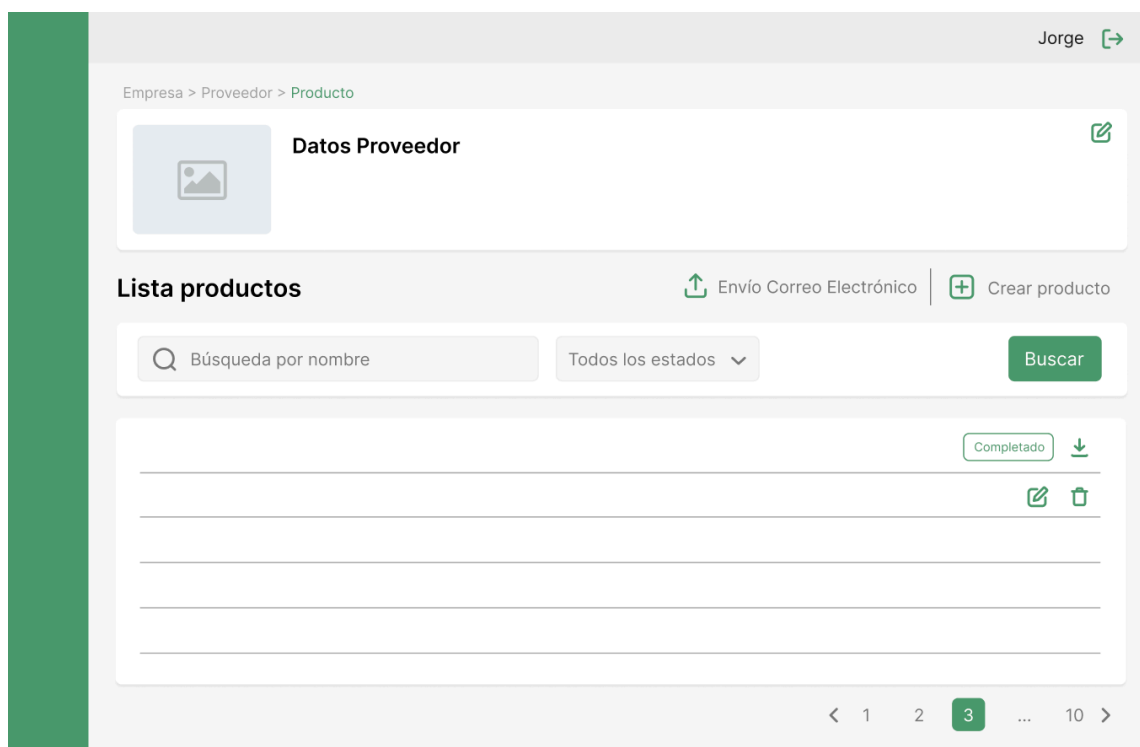 Jorge
Empresa > Proveedor > Producto
Datos Proveedor
Lista productos
Envío Correo Electrónico
Crear producto
Búsqueda por nombre
Todos los estados
Buscar
Completado
1 2 3 ... 10